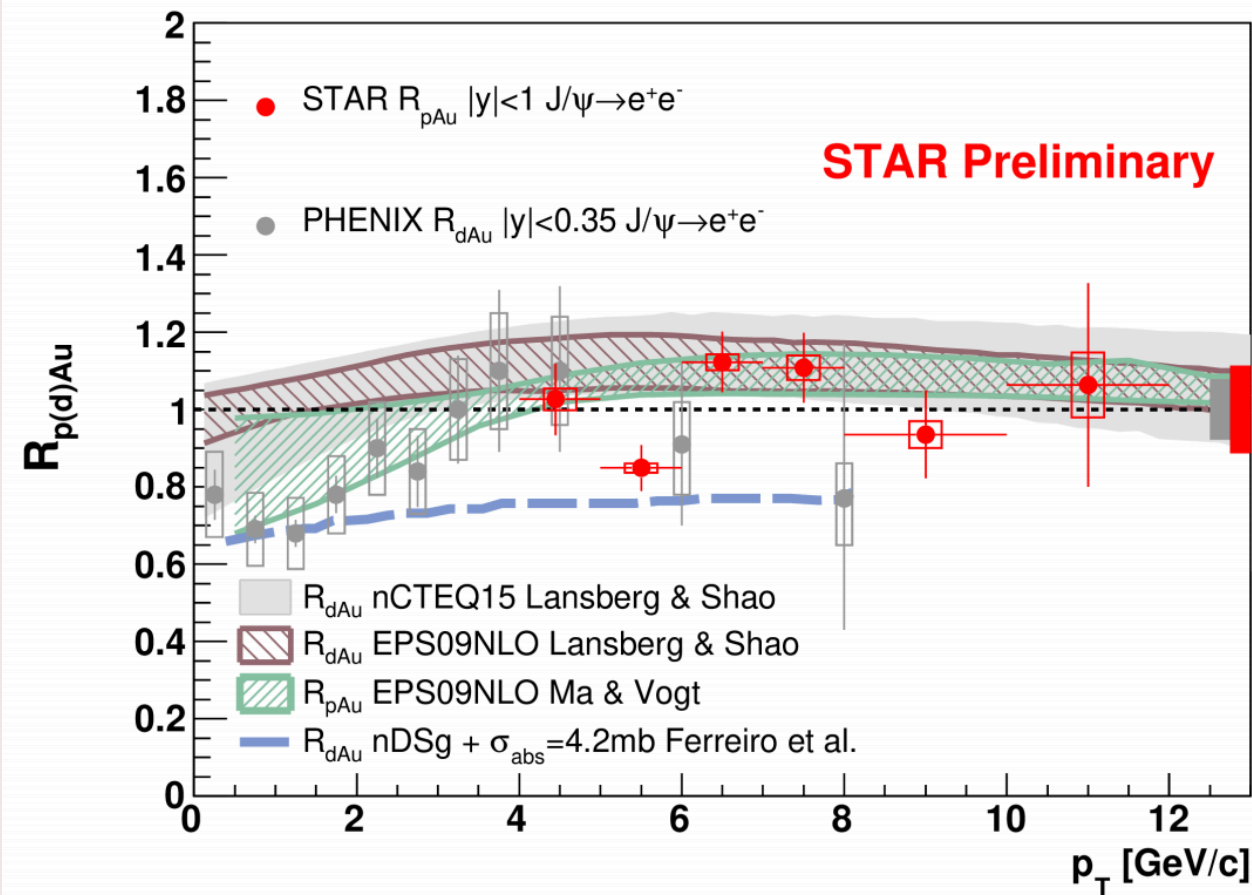 2
1.8
1.6
1.4
1.2
1
0.8
0.6
0.4
0.2
0
R_p(d)Au
STAR R_pAu |y|<1 J/ψ→e⁺e⁻
STAR Preliminary
PHENIX R_dAu |y|<0.35 J/ψ→e⁺e⁻
R_dAu nCTEQ15 Lansberg & Shao
R_dAu EPS09NLO Lansberg & Shao
R_pAu EPS09NLO Ma & Vogt
R_dAu nDSg + σ_abs=4.2mb Ferreiro et al.
0 2 4 6 8 10 12
p_T [GeV/c]